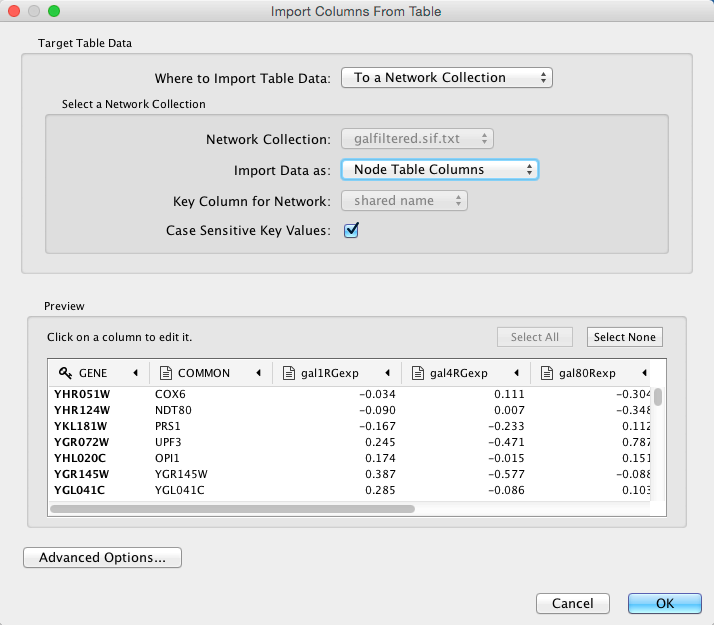 Import Columns From Table
Target Table Data
Where to Import Table Data: To a Network Collection
Select a Network Collection
Network Collection: galfiltered.sif.txt
Import Data as: Node Table Columns
Key Column for Network: shared name
Case Sensitive Key Values:
Preview
Click on a column to edit it. Select All Select None
GENE COMMON gal1RGexp gal4RGexp gal80Rexp
YHR051W COX6 -0.034 0.111 -0.304
YHR124W NDT80 -0.090 0.007 -0.348
YKL181W PRS1 -0.167 -0.233 0.112
YGR072W UPF3 0.245 -0.471 0.787
YHL020C OPI1 0.174 -0.015 0.151
YGR145W YGR145W 0.387 -0.577 -0.088
YGL041C YGL041C 0.285 -0.086 0.103
Advanced Options...
Cancel OK